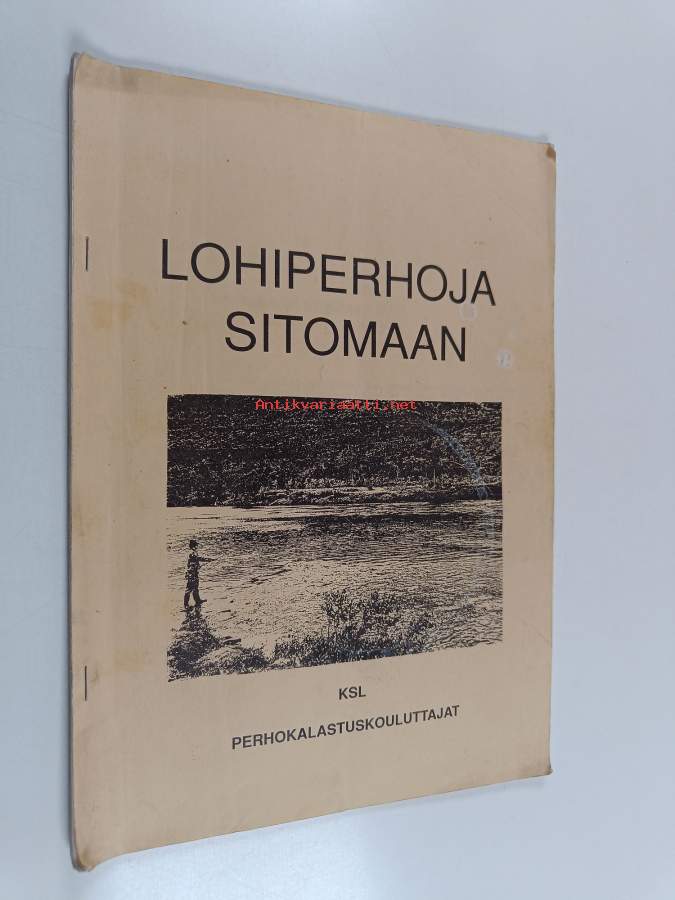 LOHIPERHOJA
SITOMAAN
Antikvariaatti.net
KSL
PERHOKALASTUSKOULUTTAJAT